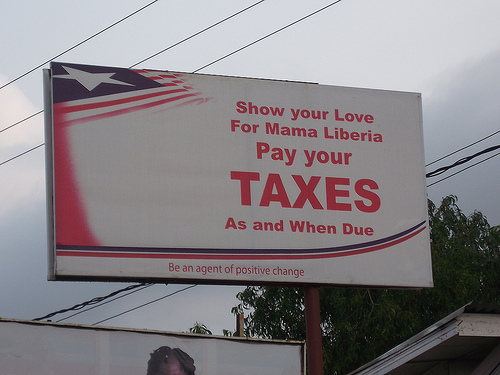 Show your Love
For Mama Liberia
Pay your
TAXES
As and When Due
Be an agent of positive change